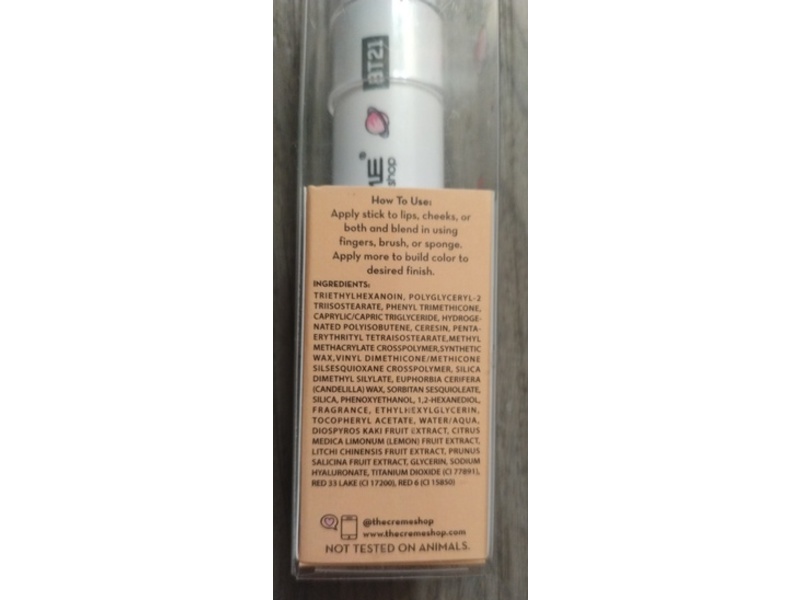 BT21
ME®
shop
How To Use:
Apply stick to lips, cheeks, or
both and blend in using
fingers, brush, or sponge.
Apply more to build color to
desired finish.
INGREDIENTS:
TRIETHYLHEXANOIN, POLYGLYCERYL-2
TRIISOSTEARATE, PHENYL TRIMETHICONE,
CAPRYLIC/CAPRIC TRIGLYCERIDE, HYDROGE-
NATED POLYISOBUTENE, CERESIN, PENTA-
ERYTHRITYL TETRAISOSTEARATE,METHYL
METHACRYLATE CROSSPOLYMER,SYNTHETIC
WAX,VINYL DIMETHICONE/METHICONE
SILSESQUIOXANE CROSSPOLYMER, SILICA
DIMETHYL SILYLATE, EUPHORBIA CERIFERA
(CANDELILLA) WAX, SORBITAN SESQUIOLEATE,
SILICA, PHENOXYETHANOL, 1,2-HEXANEDIOL,
FRAGRANCE, ETHYLHEXYLGLYCERIN,
TOCOPHERYL ACETATE, WATER/AQUA,
DIOSPYROS KAKI FRUIT EXTRACT, CITRUS
MEDICA LIMONUM (LEMON) FRUIT EXTRACT,
LITCHI CHINENSIS FRUIT EXTRACT, PRUNUS
SALICINA FRUIT EXTRACT, GLYCERIN, SODIUM
HYALURONATE, TITANIUM DIOXIDE (CI 77891),
RED 33 LAKE (CI 17200), RED 6 (CI 15850)
@thecremeshop
www.thecremeshop.com
NOT TESTED ON ANIMALS.